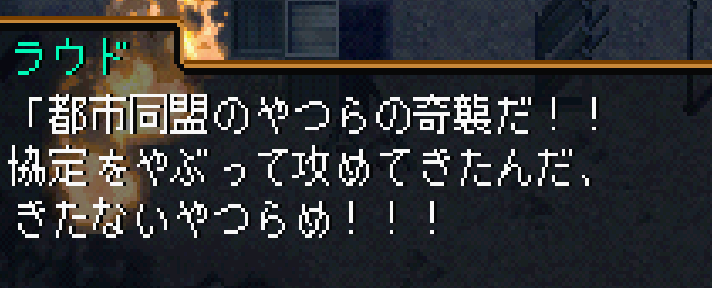 ラウド
「都市同盟のやつらの奇襲だ！！
協定をやぶって攻めてきたんだ、
きたないやつらめ！！！